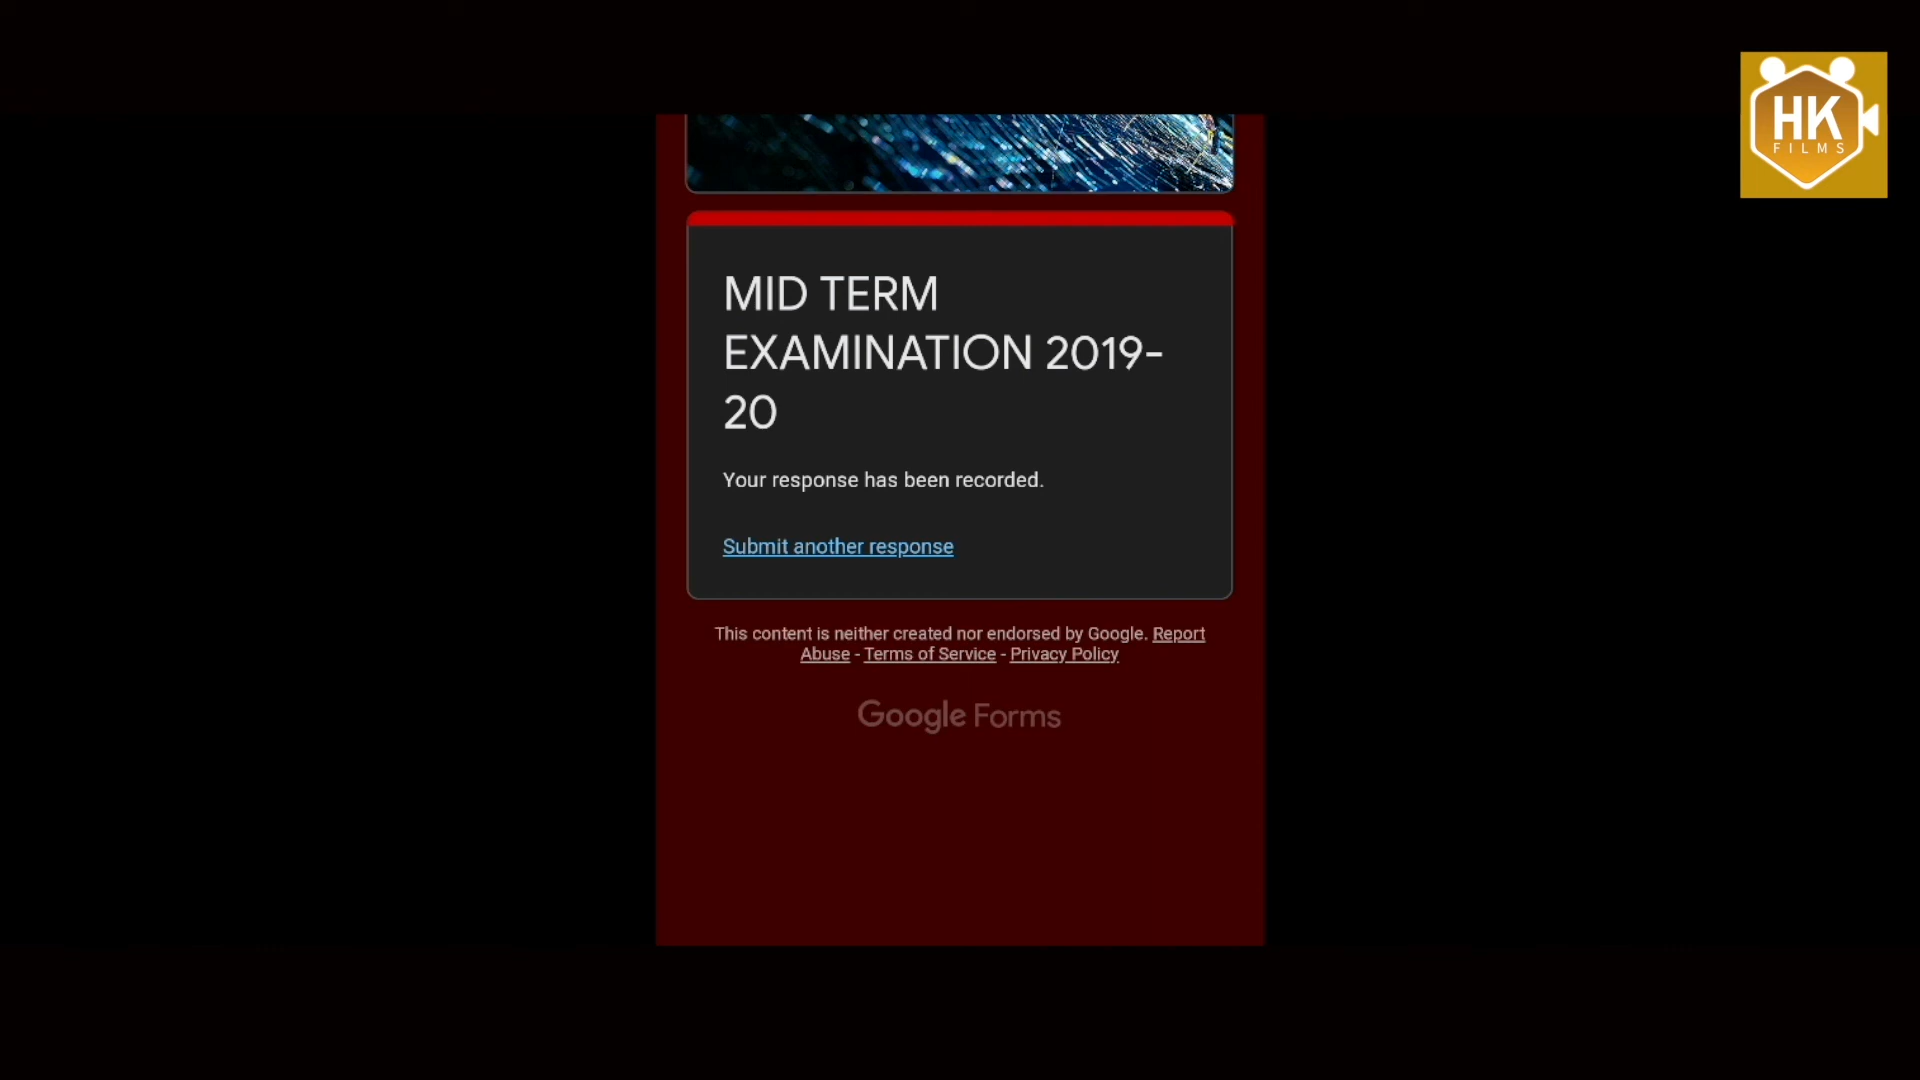 HK
FILMS
MID TERM
EXAMINATION 2019-
20
Your response has been recorded.
Submit another response
This content is neither created nor endorsed by Google. Report
Abuse - Terms of Service - Privacy Policy
Google Forms